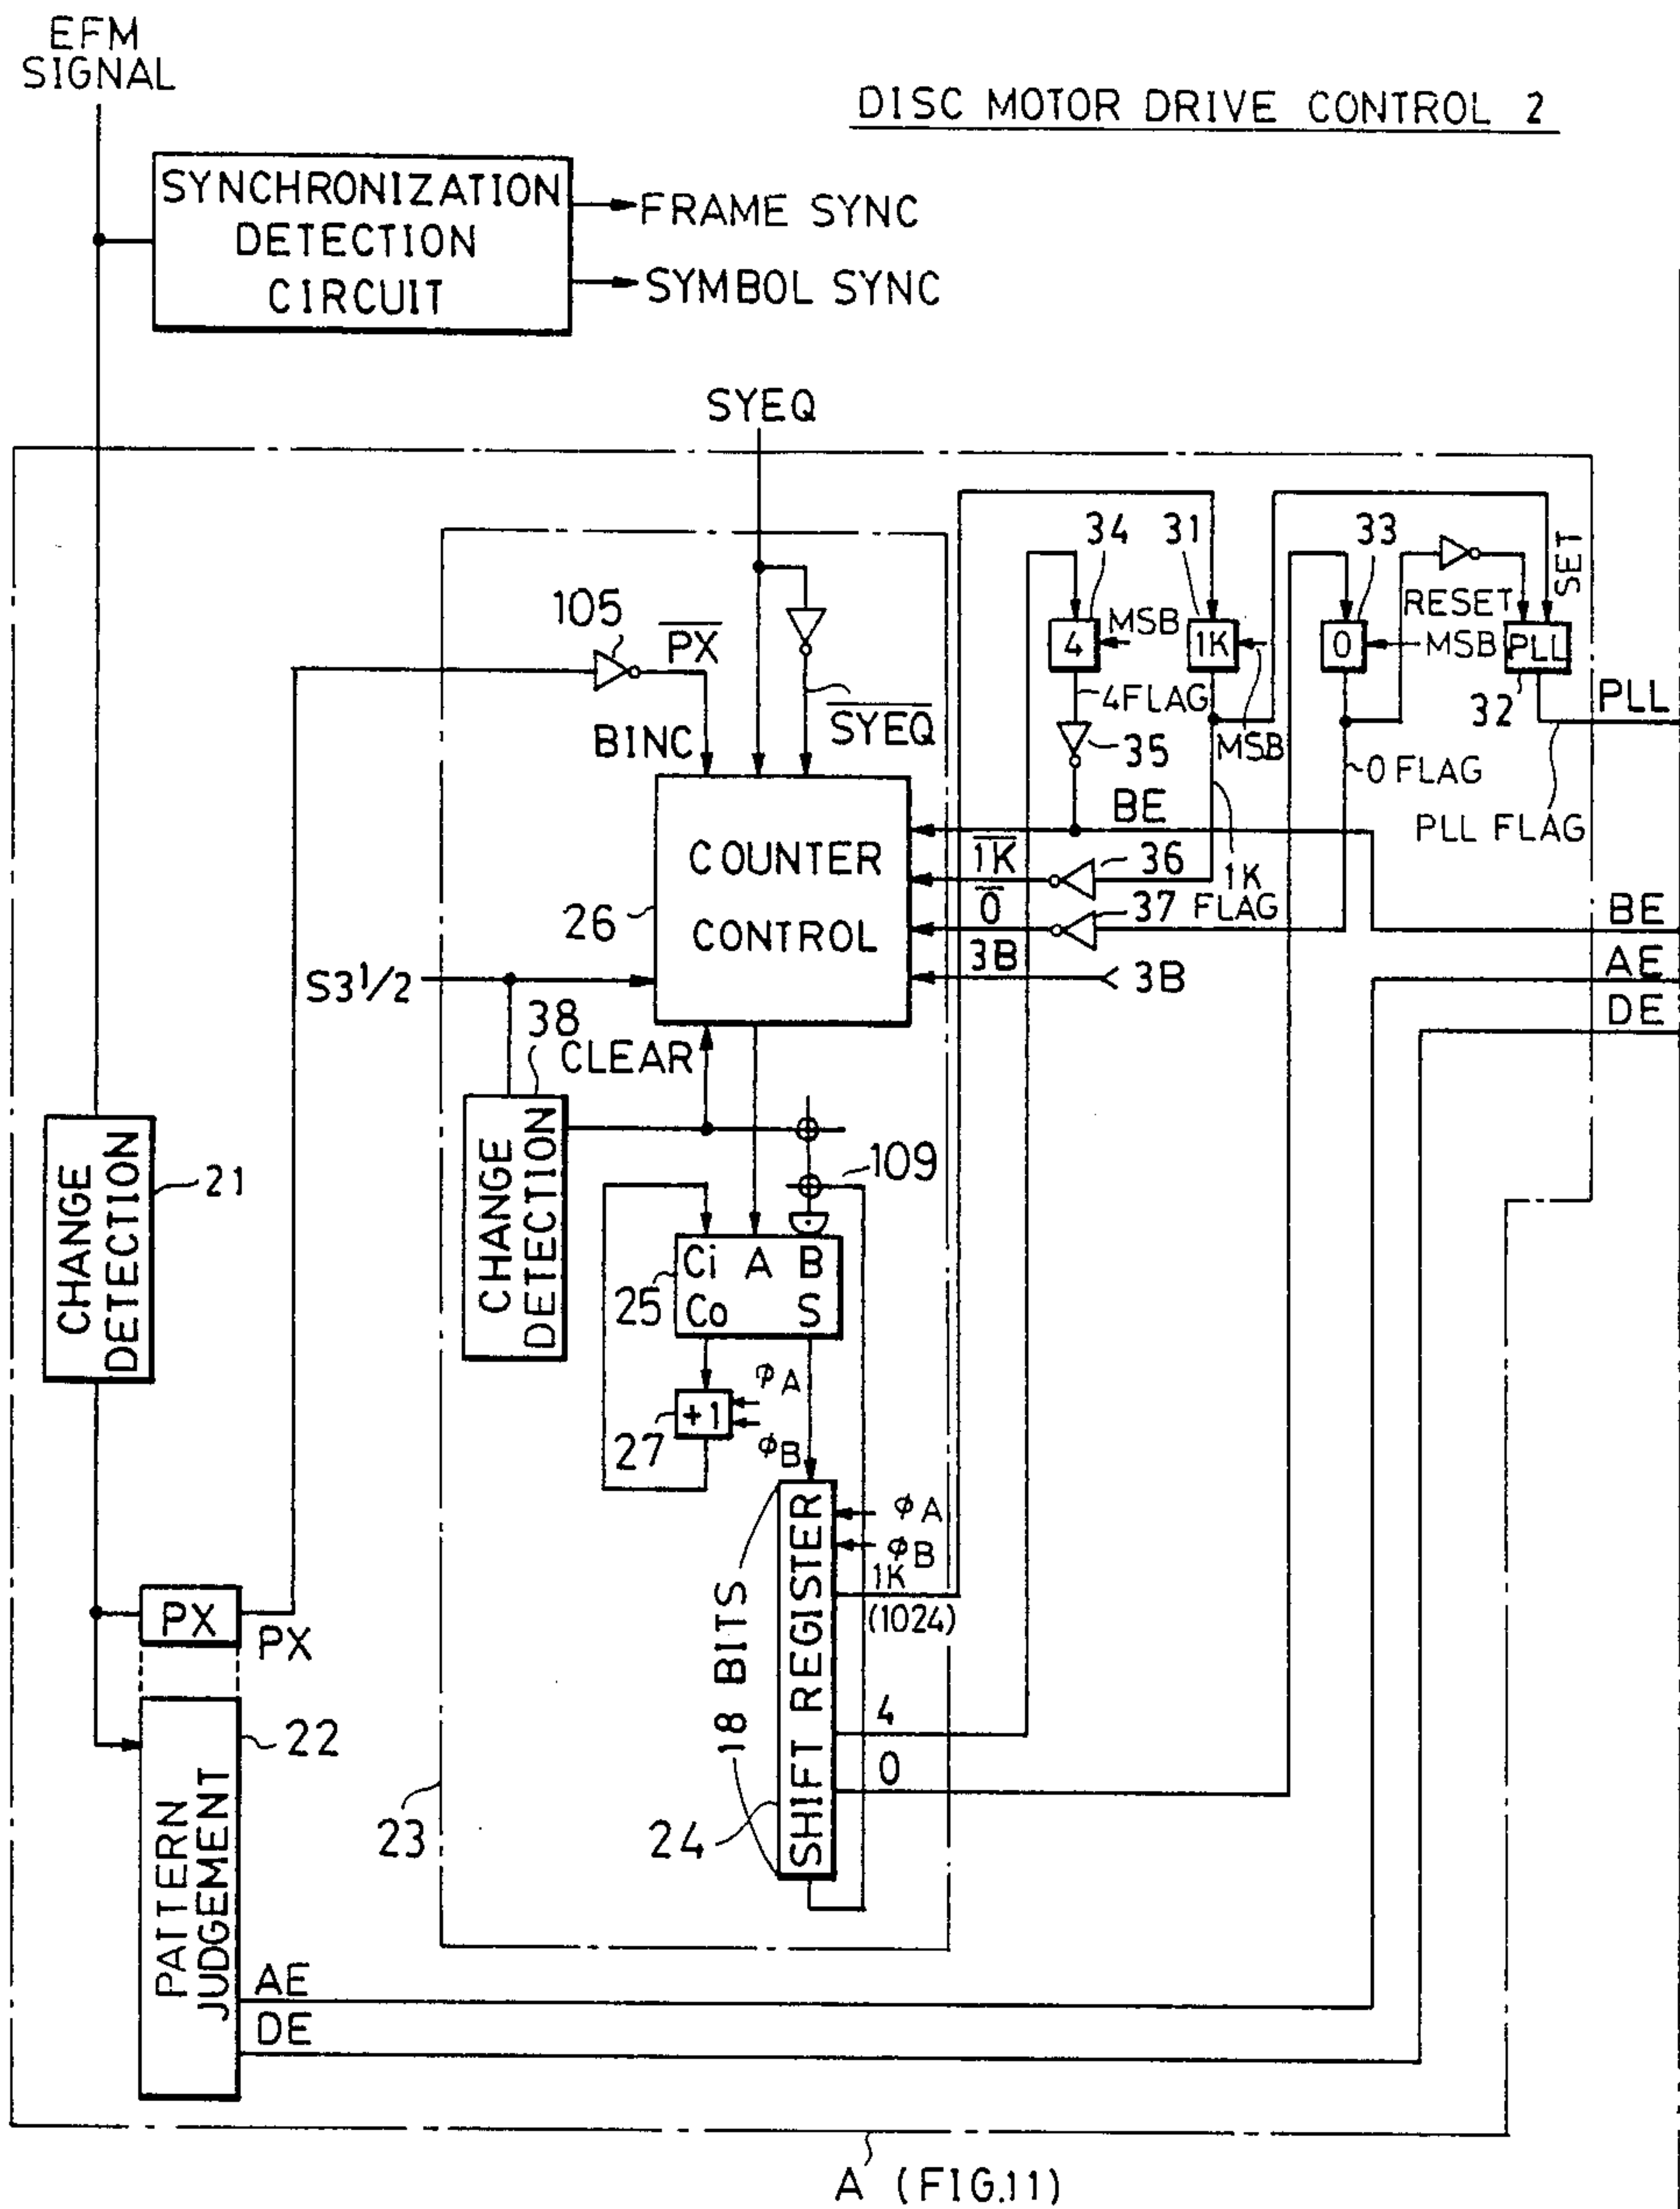 EFM
SIGNAL
DISC MOTOR DRIVE CONTROL 2
SYNCHRONIZATION
DETECTION
CIRCUIT
FRAME SYNC
SYMBOL SYNC
SYEQ
34
31
33
SET
105
PX
RESET
4
MSB
1K
0
MSB
PLL
4FLAG
32
PLL
BINC
SYEQ
35
MSB
0 FLAG
BE
PLL FLAG
COUNTER
CONTROL
26
1K
36
1K
FLAG
0
37
3B
3B
BE
AE
DE
S3 1/2
38
CLEAR
CHANGE
DETECTION
21
CHANGE
DETECTION
109
Ci A B
Co S
25
φA
+1
27
φB
φA
φB
1K
(1024)
18 BITS
SHIFT REGISTER
PX
PX
4
0
22
PATTERN
JUDGEMENT
23
24
AE
DE
A (FIG.11)